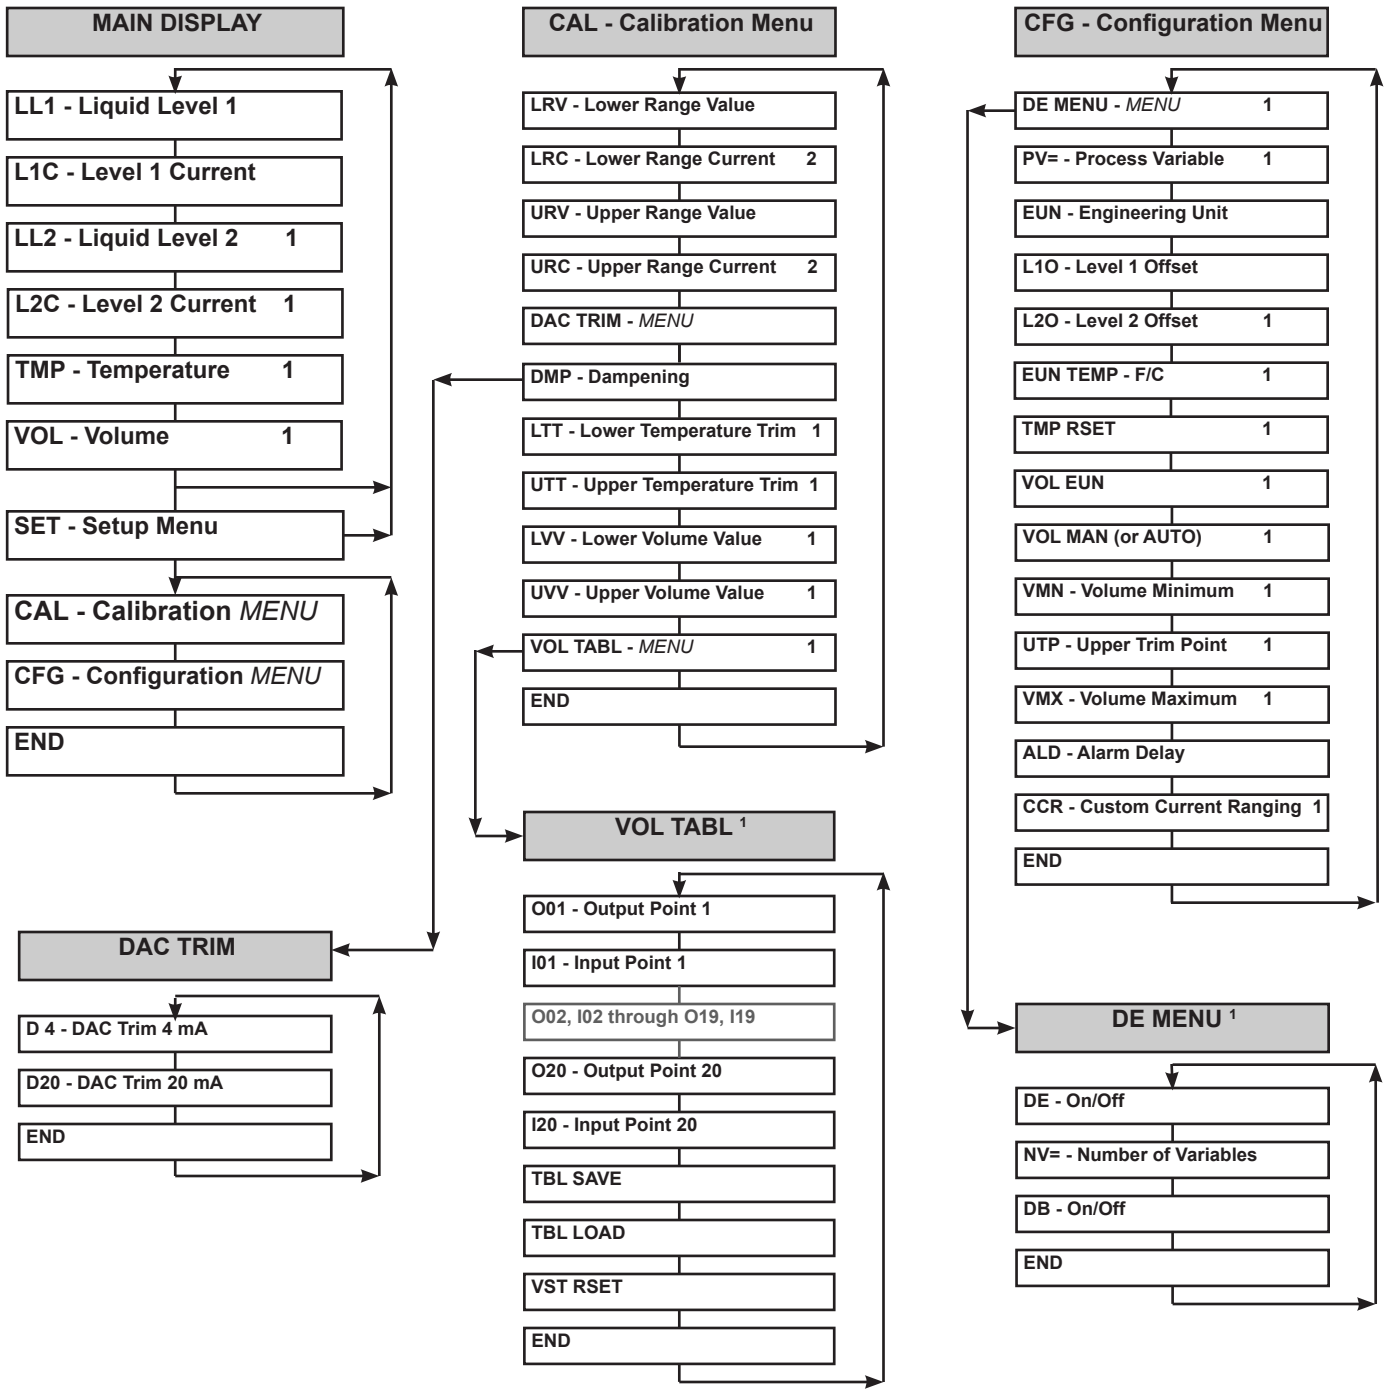 MAIN DISPLAY
LL1 - Liquid Level 1
L1C - Level 1 Current
LL2 - Liquid Level 2 1
L2C - Level 2 Current 1
TMP - Temperature 1
VOL - Volume 1
SET - Setup Menu
CAL - Calibration MENU
CFG - Configuration MENU
END
DAC TRIM
D 4 - DAC Trim 4 mA
D20 - DAC Trim 20 mA
END
CAL - Calibration Menu
LRV - Lower Range Value
LRC - Lower Range Current 2
URV - Upper Range Value
URC - Upper Range Current 2
DAC TRIM - MENU
DMP - Dampening
LTT - Lower Temperature Trim 1
UTT - Upper Temperature Trim 1
LVV - Lower Volume Value 1
UVV - Upper Volume Value 1
VOL TABL - MENU 1
END
VOL TABL 1
O01 - Output Point 1
I01 - Input Point 1
O02, I02 through O19, I19
O20 - Output Point 20
I20 - Input Point 20
TBL SAVE
TBL LOAD
VST RSET
END
CFG - Configuration Menu
DE MENU - MENU 1
PV= - Process Variable 1
EUN - Engineering Unit
L1O - Level 1 Offset
L2O - Level 2 Offset 1
EUN TEMP - F/C 1
TMP RSET 1
VOL EUN 1
VOL MAN (or AUTO) 1
VMN - Volume Minimum 1
UTP - Upper Trim Point 1
VMX - Volume Maximum 1
ALD - Alarm Delay
CCR - Custom Current Ranging 1
END
DE MENU 1
DE - On/Off
NV= - Number of Variables
DB - On/Off
END